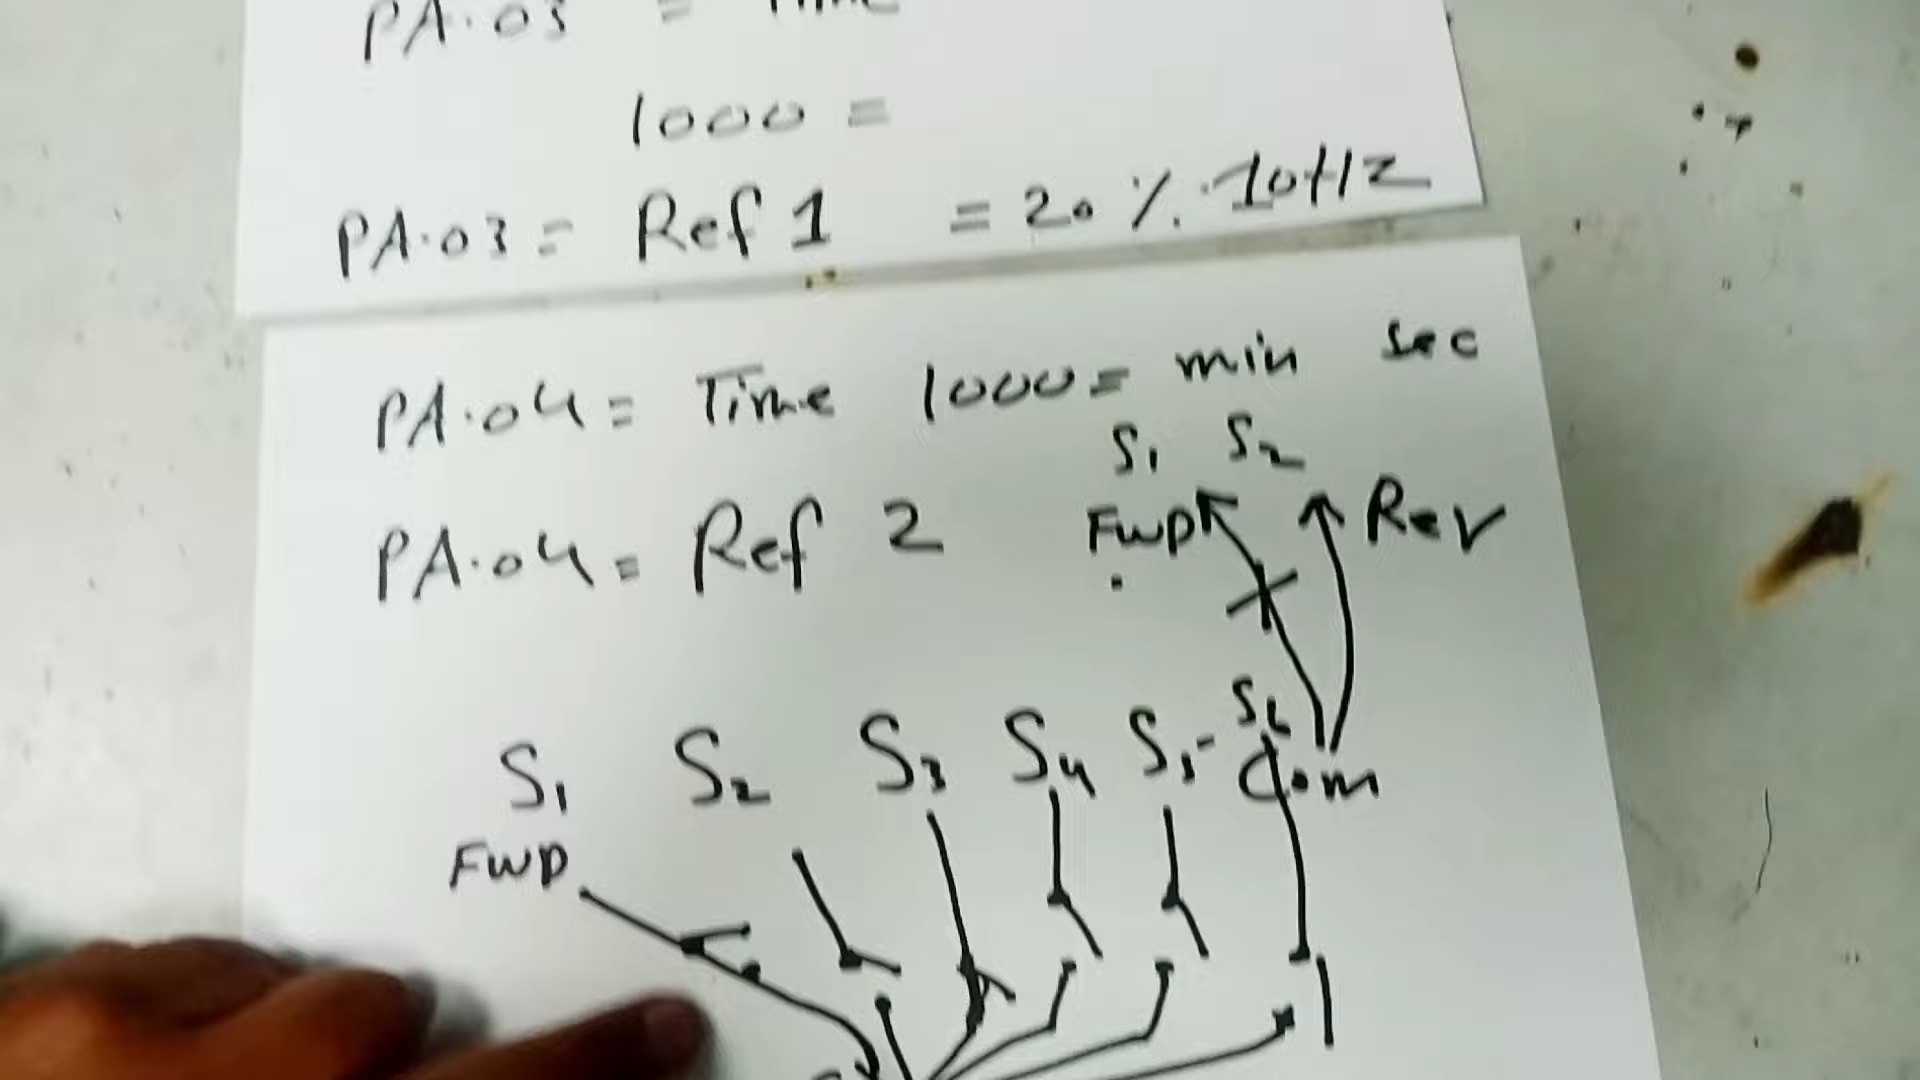 PA.03 = Time
1000 =
PA.03 = Ref 1 = 20 %. 10HZ
PA.04 = Time 1000 = min sec
S1 S2
PA.04 = Ref 2 FWD Rev
S1 S2 S3 S4 S5 S6
Com
FWD